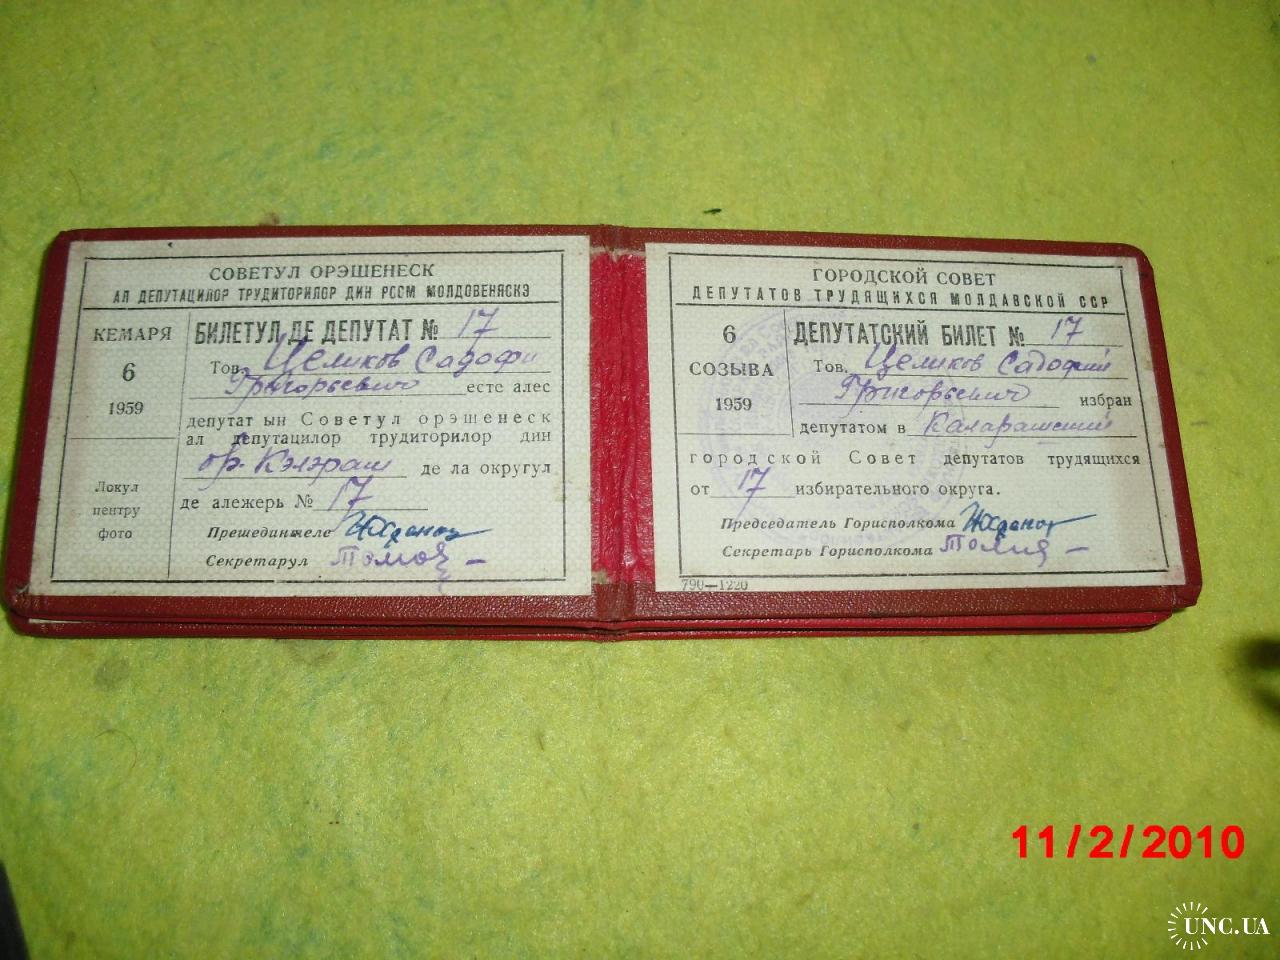 СОВЕТУЛ ОРЭШЕНЕСК
АЛ ДЕПУТАЦИЛОР ТРУДИТОРИЛОР ДИН РССМ МОЛДОВЕНЯСКЭ
КЕМАРЯ
6
1959
Локул
пентру
фото
БИЛЕТУЛ ДЕ ДЕПУТАТ № 17
Тов. Целиков Садофи
Григорьевич есте алес
депутат ын Советул орэшенеск
ал депутацилор трудиторилор дин
ор. Кэлэраш де ла округул
де алежерь № 17
Прешединтеле
Секретарул
ГОРОДСКОЙ СОВЕТ
ДЕПУТАТОВ ТРУДЯЩИХСЯ МОЛДАВСКОЙ ССР
6
СОЗЫВА
1959
ДЕПУТАТСКИЙ БИЛЕТ № 17
Тов. Целиков Садофий
Григорьевич избран
депутатом в Каларашский
городской Совет депутатов трудящихся
от 17 избирательного округа.
Председатель Горисполкома
Секретарь Горисполкома
790—1220
11/2/2010
UNC.UA